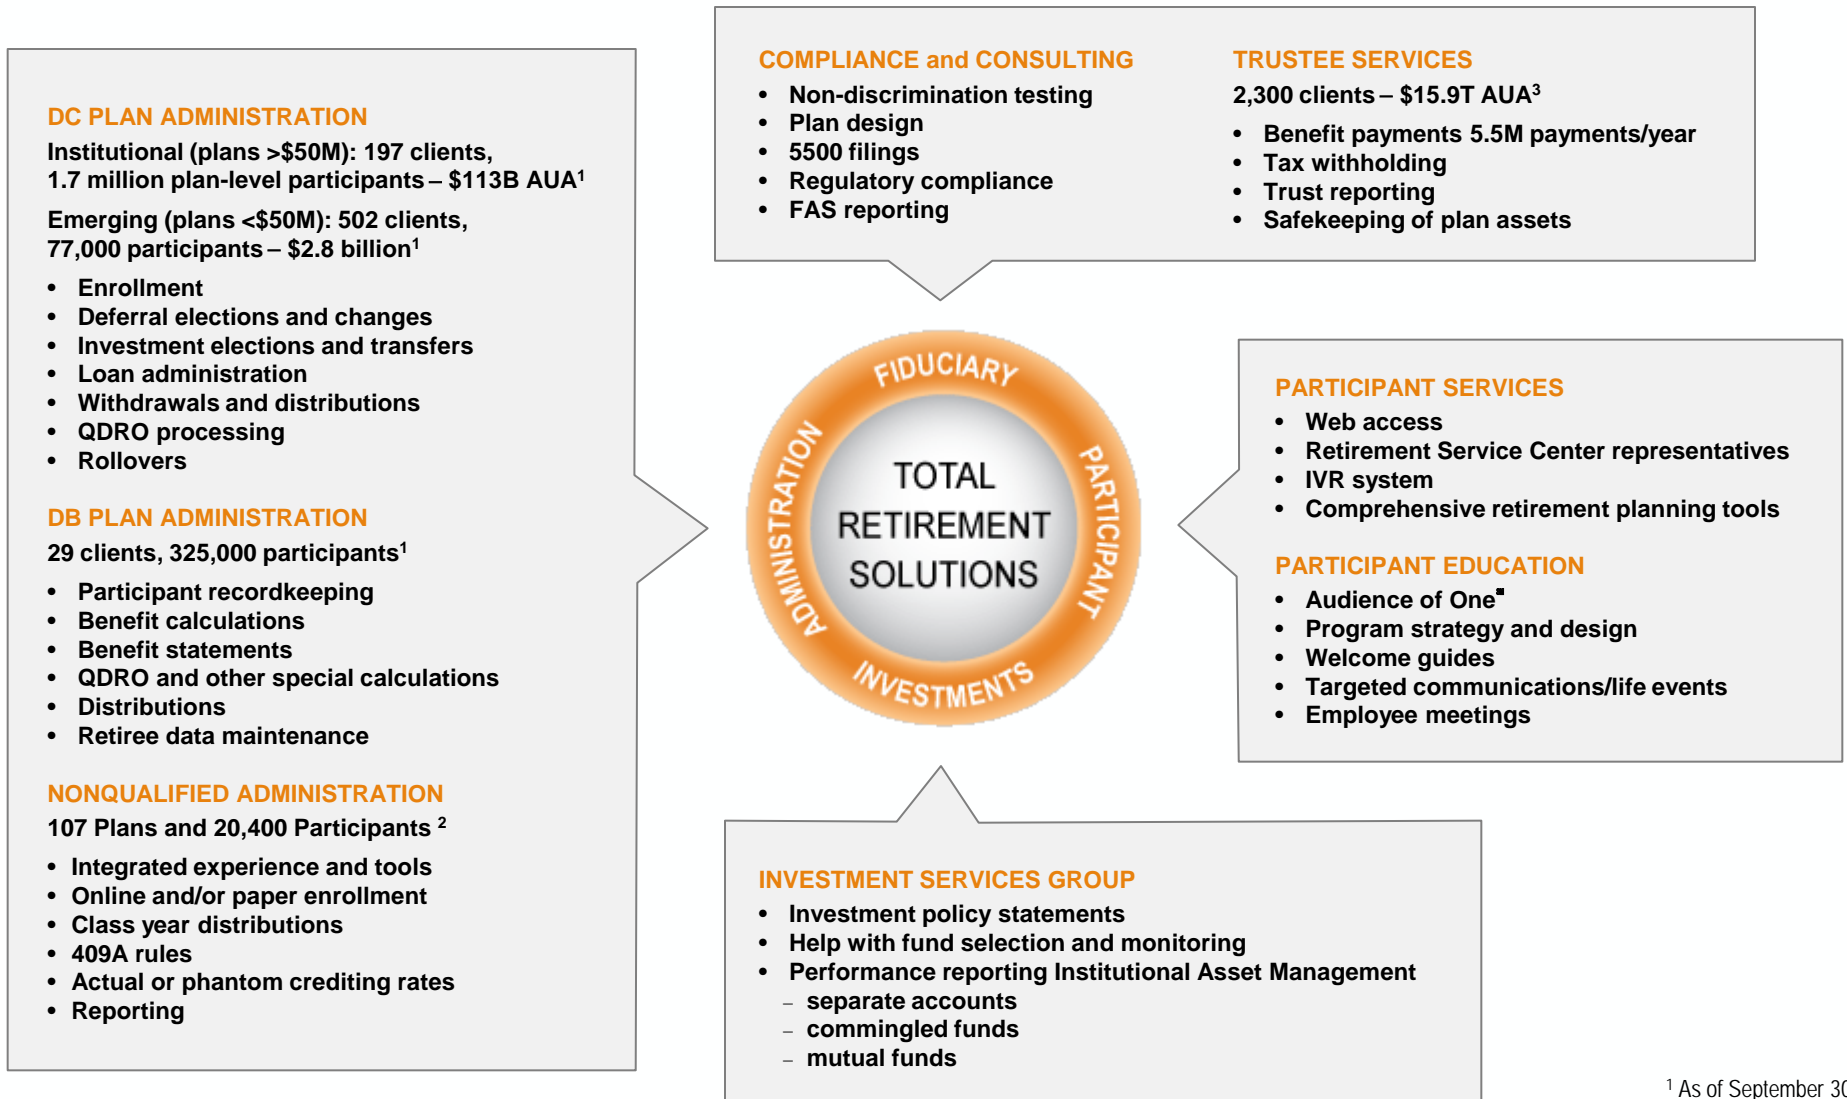 DC PLAN ADMINISTRATION
Institutional (plans >$50M): 197 clients,
1.7 million plan-level participants – $113B AUA1
Emerging (plans <$50M): 502 clients,
77,000 participants – $2.8 billion1
• Enrollment
• Deferral elections and changes
• Investment elections and transfers
• Loan administration
• Withdrawals and distributions
• QDRO processing
• Rollovers
DB PLAN ADMINISTRATION
29 clients, 325,000 participants1
• Participant recordkeeping
• Benefit calculations
• Benefit statements
• QDRO and other special calculations
• Distributions
• Retiree data maintenance
NONQUALIFIED ADMINISTRATION
107 Plans and 20,400 Participants 2
• Integrated experience and tools
• Online and/or paper enrollment
• Class year distributions
• 409A rules
• Actual or phantom crediting rates
• Reporting
COMPLIANCE and CONSULTING
• Non-discrimination testing
• Plan design
• 5500 filings
• Regulatory compliance
• FAS reporting
TRUSTEE SERVICES
2,300 clients – $15.9T AUA3
• Benefit payments 5.5M payments/year
• Tax withholding
• Trust reporting
• Safekeeping of plan assets
FIDUCIARY
ADMINISTRATION
PARTICIPANT
INVESTMENTS
TOTAL
RETIREMENT
SOLUTIONS
PARTICIPANT SERVICES
• Web access
• Retirement Service Center representatives
• IVR system
• Comprehensive retirement planning tools
PARTICIPANT EDUCATION
• Audience of One
• Program strategy and design
• Welcome guides
• Targeted communications/life events
• Employee meetings
INVESTMENT SERVICES GROUP
• Investment policy statements
• Help with fund selection and monitoring
• Performance reporting Institutional Asset Management
– separate accounts
– commingled funds
– mutual funds
1 As of September 30